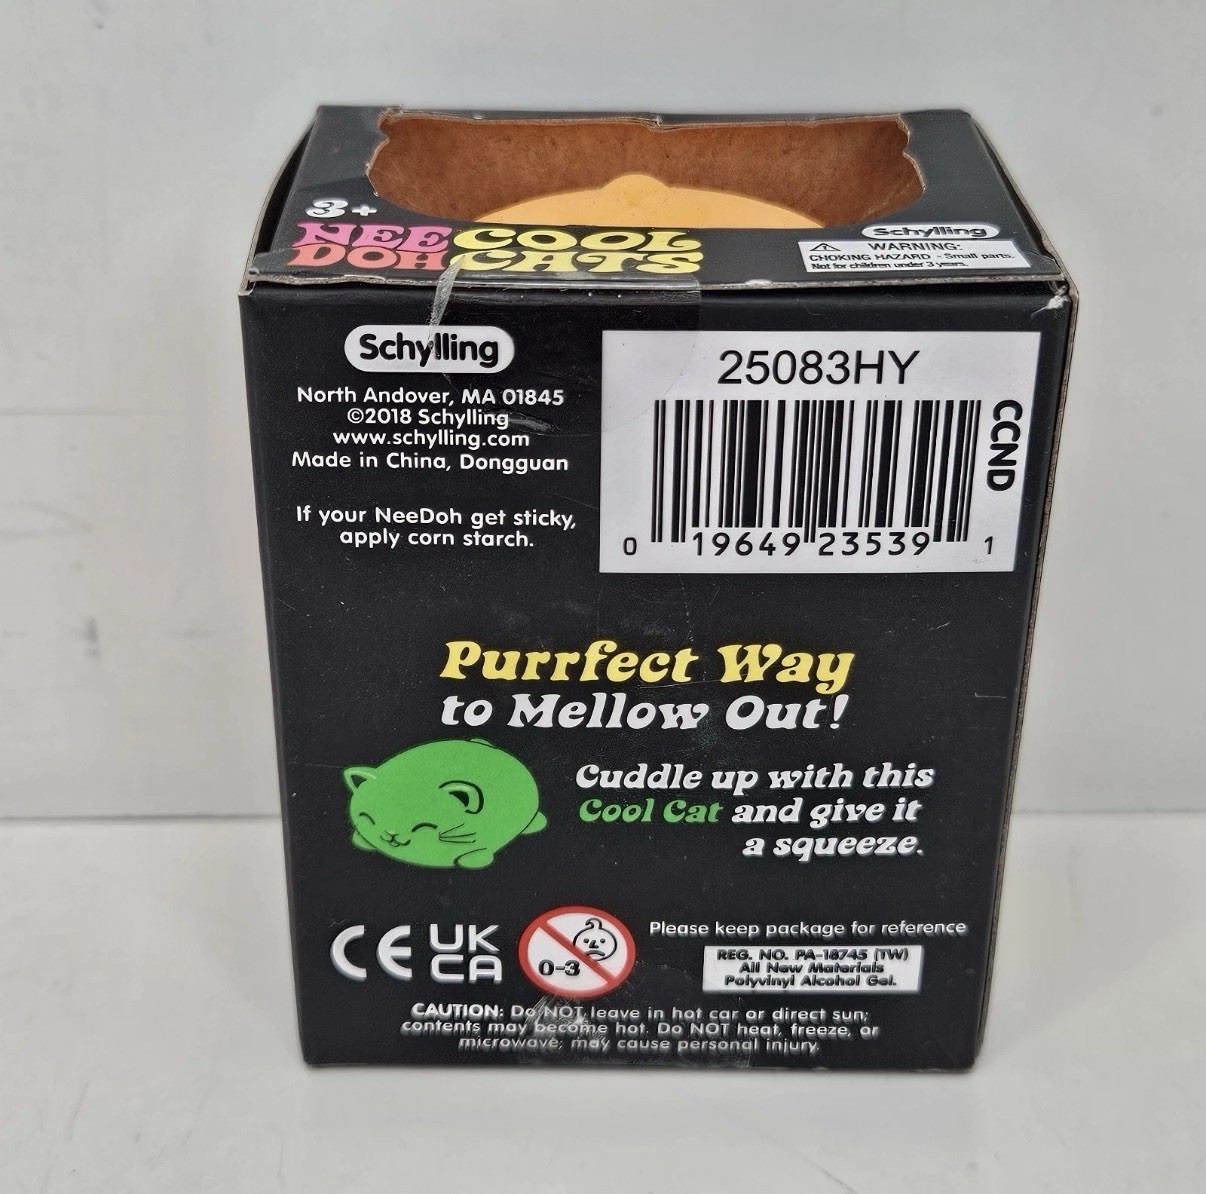 3+
NEE DOH COOL CATS
Schylling
WARNING:
CHOKING HAZARD - Small parts.
Not for children under 3 years.
Schylling
North Andover, MA 01845
©2018 Schylling
www.schylling.com
Made in China, Dongguan
If your NeeDoh get sticky,
apply corn starch.
25083HY
CCND
0 19649 23539 1
Purrfect Way
to Mellow Out!
Cuddle up with this
Cool Cat and give it
a squeeze.
CE UK CA
0-3
Please keep package for reference
REG. NO. PA-18745 (TW)
All New Materials
Polyvinyl Alcohol Gel.
CAUTION: Do NOT leave in hot car or direct sun;
contents may become hot. Do NOT heat, freeze, or
microwave; may cause personal injury.